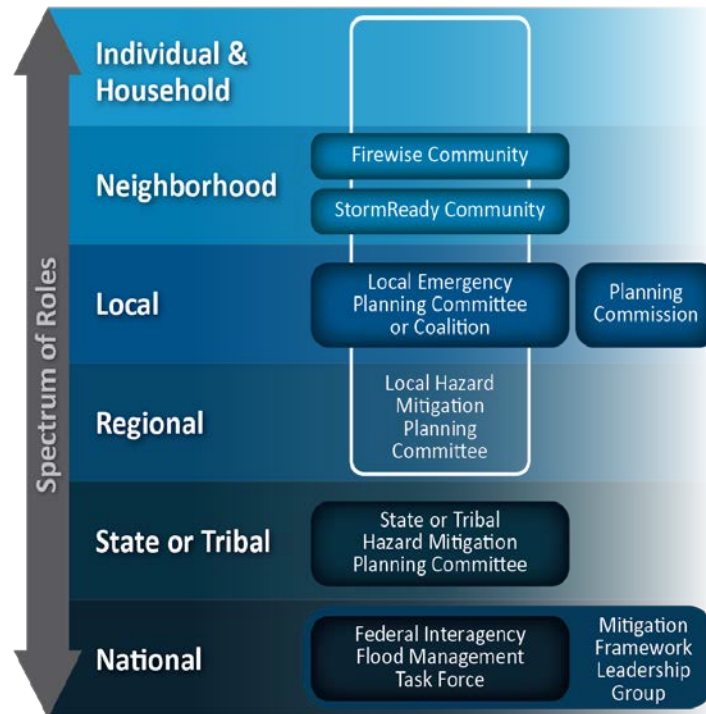 Spectrum of Roles
Individual &
Household
Neighborhood
Firewise Community
StormReady Community
Local
Local Emergency
Planning Committee
or Coalition
Planning
Commission
Regional
Local Hazard
Mitigation
Planning
Committee
State or Tribal
State or Tribal
Hazard Mitigation
Planning Committee
National
Federal Interagency
Flood Management
Task Force
Mitigation
Framework
Leadership
Group